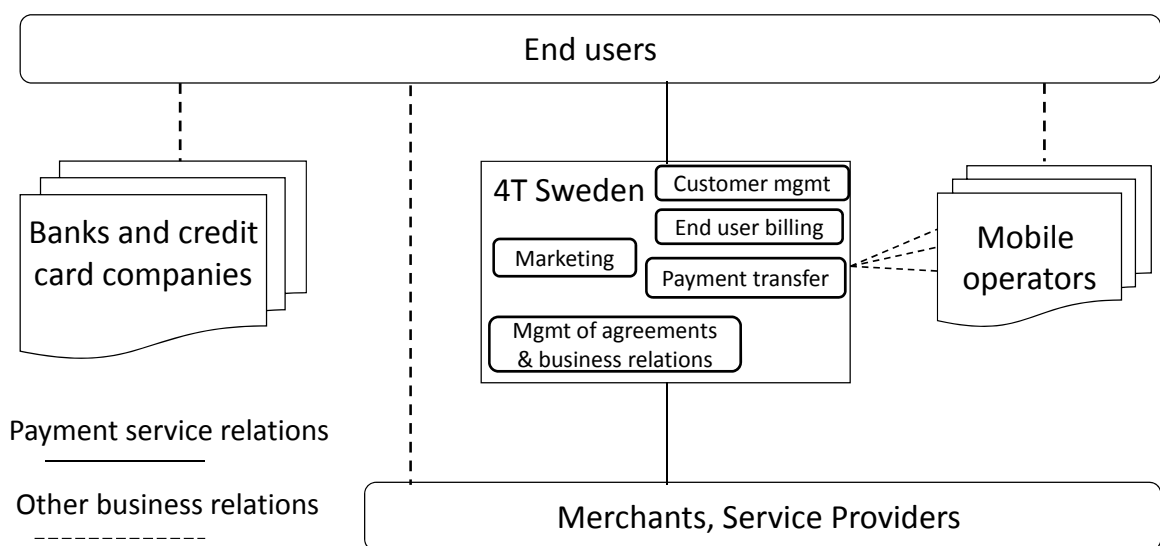 End users
Banks and credit
card companies
4T Sweden
Customer mgmt
End user billing
Marketing
Payment transfer
Mgmt of agreements
& business relations
Mobile
operators
Payment service relations
Other business relations
Merchants, Service Providers